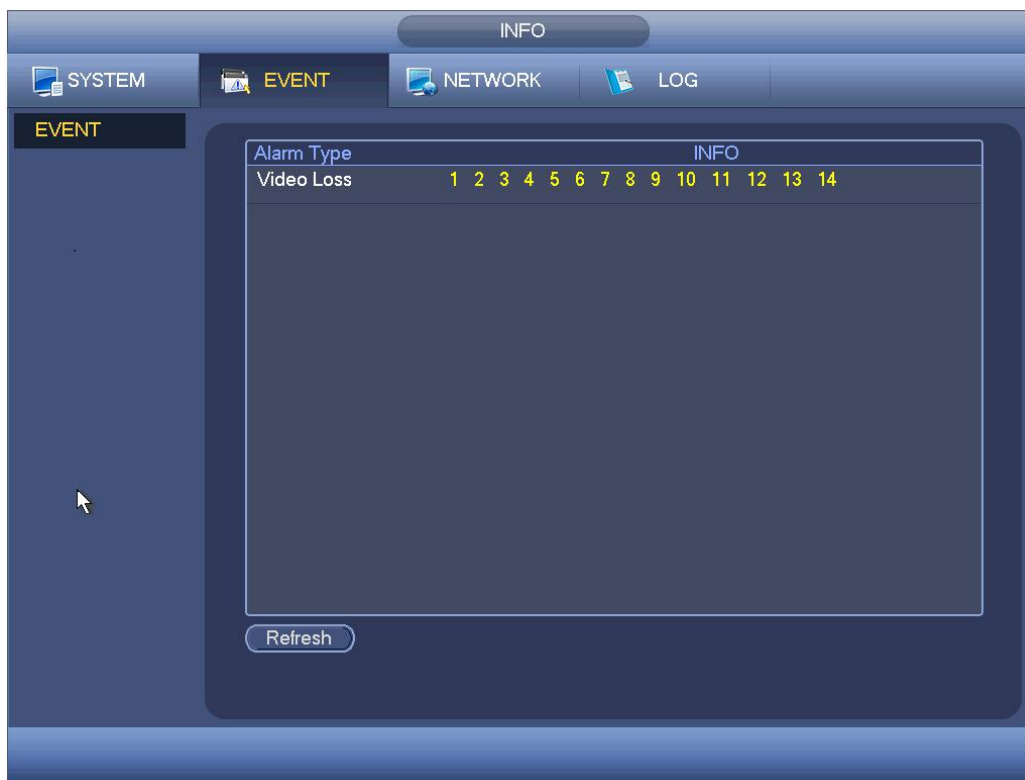 INFO
SYSTEM EVENT NETWORK LOG
EVENT
Alarm Type INFO
Video Loss 1 2 3 4 5 6 7 8 9 10 11 12 13 14
Refresh